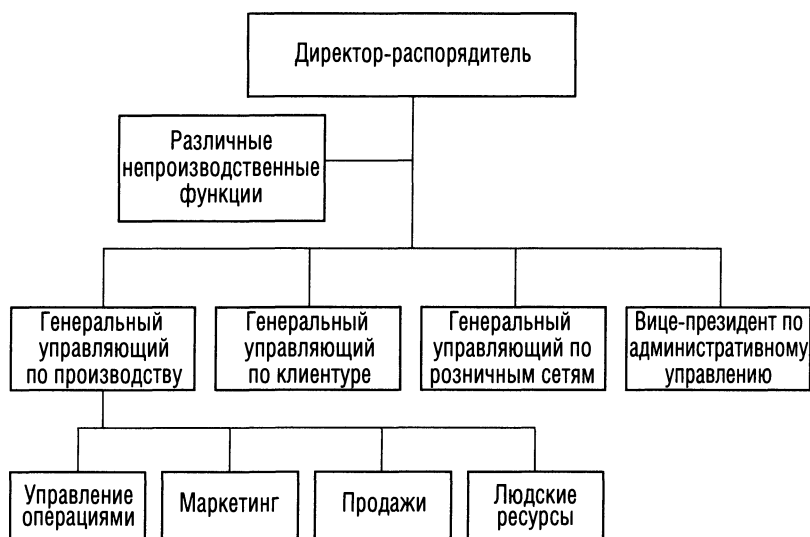 Директор-распорядитель
Различные
непроизводственные
функции
Генеральный
управляющий
по производству
Генеральный
управляющий
по клиентуре
Генеральный
управляющий по
розничным сетям
Вице-президент по
административному
управлению
Управление
операциями
Маркетинг
Продажи
Людские
ресурсы